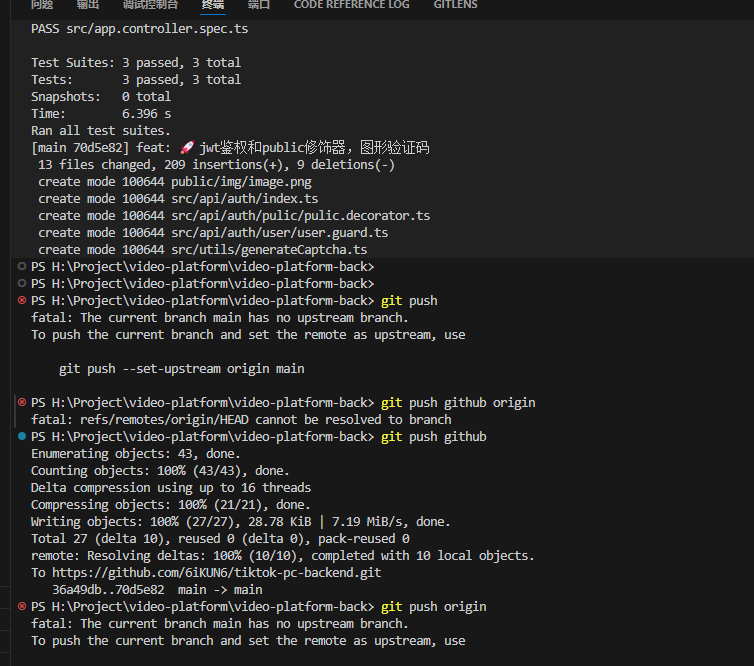 问题 输出 调试控制台 终端 端口 CODE REFERENCE LOG GITLENS
PASS src/app.controller.spec.ts
Test Suites: 3 passed, 3 total
Tests: 3 passed, 3 total
Snapshots: 0 total
Time: 6.396 s
Ran all test suites.
[main 70d5e82] feat: 🚀 jwt鉴权和public修饰器，图形验证码
13 files changed, 209 insertions(+), 9 deletions(-)
create mode 100644 public/img/image.png
create mode 100644 src/api/auth/index.ts
create mode 100644 src/api/auth/pulic/pulic.decorator.ts
create mode 100644 src/api/auth/user/user.guard.ts
create mode 100644 src/utils/generateCaptcha.ts
PS H:\Project\video-platform\video-platform-back>
PS H:\Project\video-platform\video-platform-back>
PS H:\Project\video-platform\video-platform-back> git push
fatal: The current branch main has no upstream branch.
To push the current branch and set the remote as upstream, use
git push --set-upstream origin main
PS H:\Project\video-platform\video-platform-back> git push github origin
fatal: refs/remotes/origin/HEAD cannot be resolved to branch
PS H:\Project\video-platform\video-platform-back> git push github
Enumerating objects: 43, done.
Counting objects: 100% (43/43), done.
Delta compression using up to 16 threads
Compressing objects: 100% (21/21), done.
Writing objects: 100% (27/27), 28.78 KiB | 7.19 MiB/s, done.
Total 27 (delta 10), reused 0 (delta 0), pack-reused 0
remote: Resolving deltas: 100% (10/10), completed with 10 local objects.
To https://github.com/6iKUN6/tiktok-pc-backend.git
36a49db..70d5e82 main -> main
PS H:\Project\video-platform\video-platform-back> git push origin
fatal: The current branch main has no upstream branch.
To push the current branch and set the remote as upstream, use